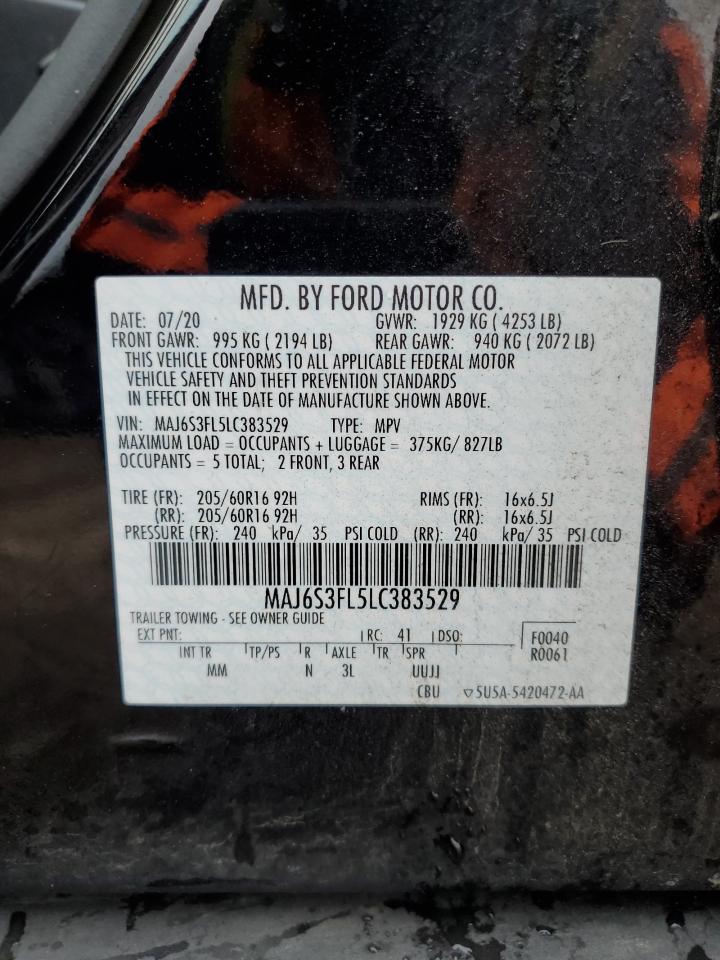 MFD. BY FORD MOTOR CO.
DATE: 07/20 GVWR: 1929 KG ( 4253 LB)
FRONT GAWR: 995 KG ( 2194 LB) REAR GAWR: 940 KG ( 2072 LB)
THIS VEHICLE CONFORMS TO ALL APPLICABLE FEDERAL MOTOR
VEHICLE SAFETY AND THEFT PREVENTION STANDARDS
IN EFFECT ON THE DATE OF MANUFACTURE SHOWN ABOVE.
VIN: MAJ6S3FL5LC383529 TYPE: MPV
MAXIMUM LOAD = OCCUPANTS + LUGGAGE = 375KG/ 827LB
OCCUPANTS = 5 TOTAL; 2 FRONT, 3 REAR
TIRE (FR): 205/60R16 92H RIMS (FR): 16x6.5J
(RR): 205/60R16 92H (RR): 16x6.5J
PRESSURE (FR): 240 kPa/ 35 PSI COLD (RR): 240 kPa/ 35 PSI COLD
MAJ6S3FL5LC383529
TRAILER TOWING - SEE OWNER GUIDE
EXT PNT: RC: 41 DSO: F0040
INT TR TP/PS R AXLE TR SPR R0061
MM N 3L UUJJ
CBU ▽5U5A-5420472-AA